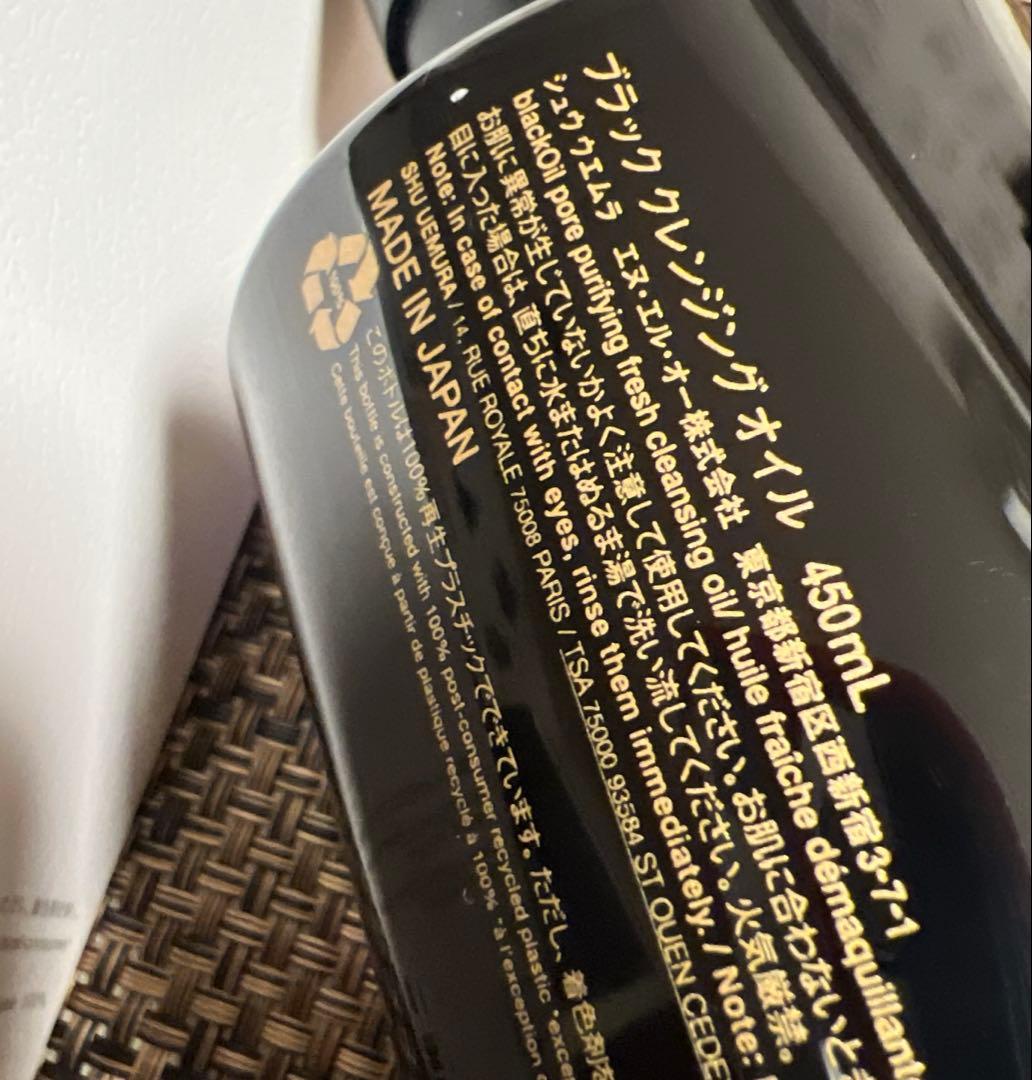 ブラック クレンジング オイル 450mL
シュウ ウエムラ エヌ・エル・オー株式会社 東京都新宿区西新宿3-7-1
blackOil pore purifying fresh cleansing oil/ huile fraîche démaquillante
お肌に異常が生じていないかよく注意して使用してください。お肌に合わないとき
目に入った場合は、直ちに水またはぬるま湯で洗い流してください。火気厳禁。
Note: In case of contact with eyes, rinse them immediately. / Note:
SHU UEMURA / 14, RUE ROYALE 75008 PARIS / TSA 75000 93584 ST OUEN CEDE
MADE IN JAPAN
100%
このボトルは100%再生プラスチックでできています。ただし、着色剤を
This bottle is constructed with 100% post-consumer recycled plastic *excep
Cette bouteille est conçue à partir de plastique recyclé à 100% *à l'exception